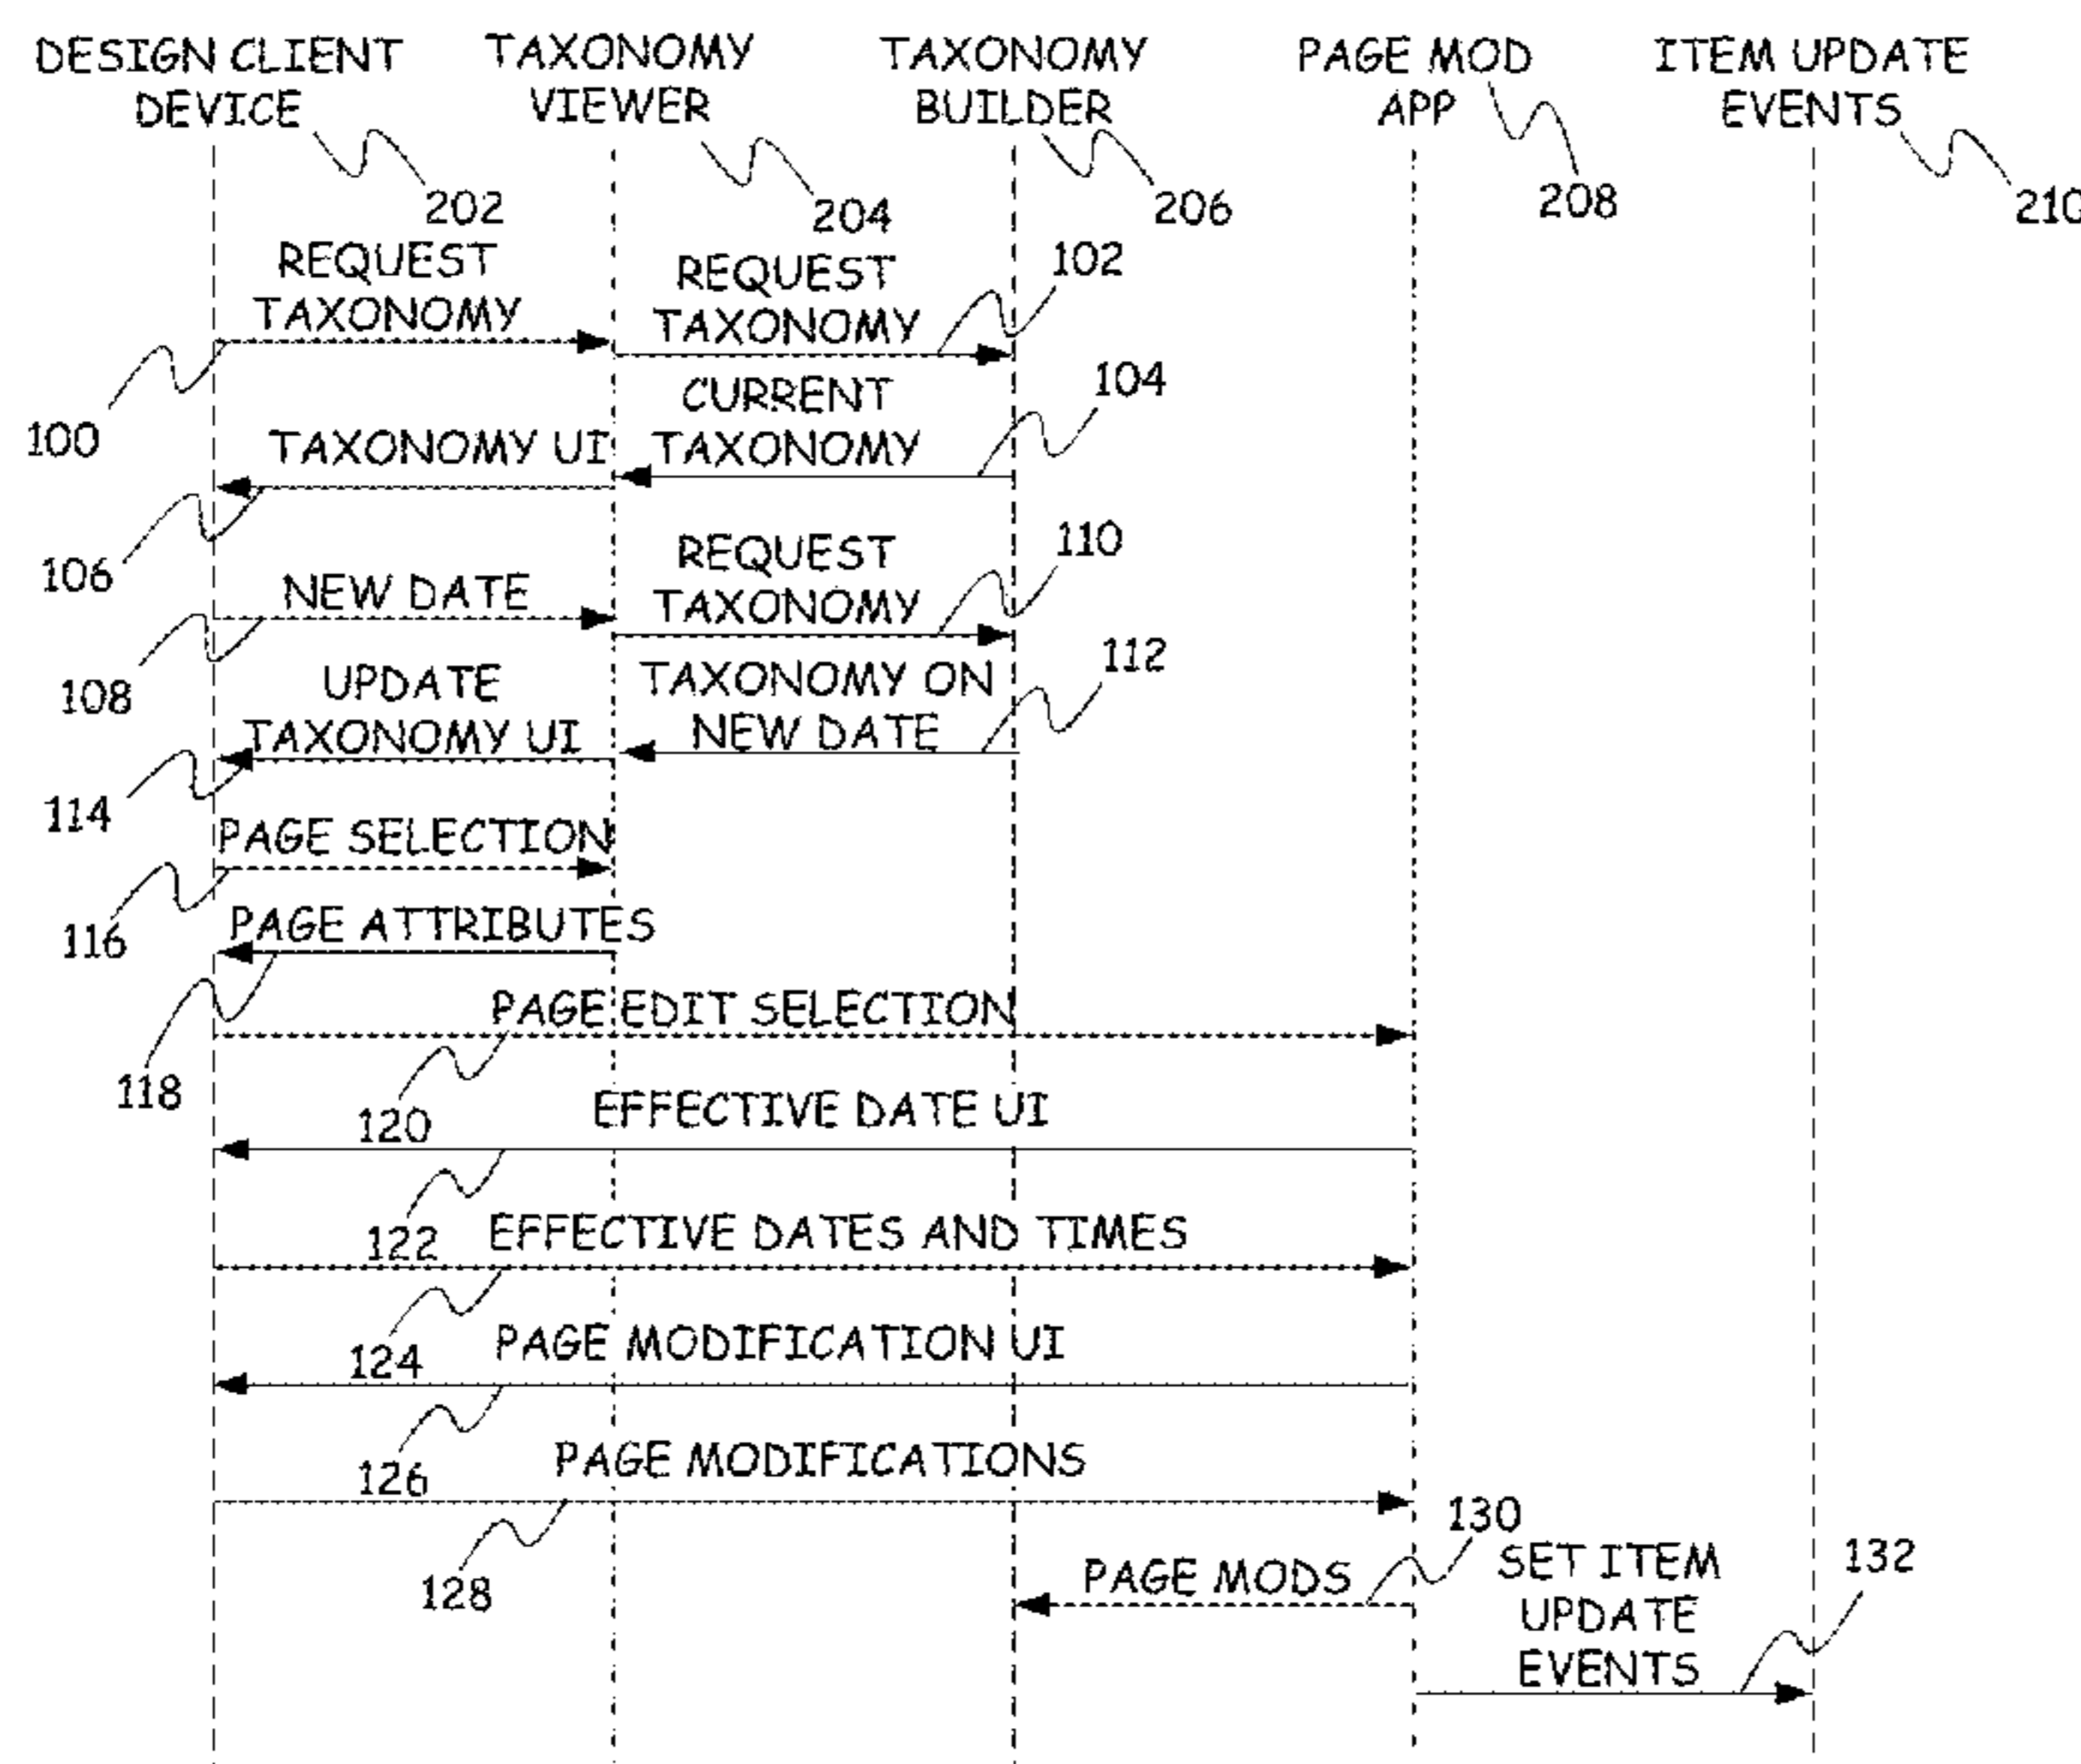 DESIGN CLIENT
DEVICE
TAXONOMY
VIEWER
TAXONOMY
BUILDER
PAGE MOD
APP
ITEM UPDATE
EVENTS
202
204
206
208
210
REQUEST
TAXONOMY
100
REQUEST
TAXONOMY
102
CURRENT
TAXONOMY
104
TAXONOMY UI
106
NEW DATE
108
REQUEST
TAXONOMY
110
TAXONOMY ON
NEW DATE
112
UPDATE
TAXONOMY UI
114
PAGE SELECTION
116
PAGE ATTRIBUTES
118
PAGE EDIT SELECTION
120
EFFECTIVE DATE UI
122
EFFECTIVE DATES AND TIMES
124
PAGE MODIFICATION UI
126
PAGE MODIFICATIONS
128
PAGE MODS
130
SET ITEM
UPDATE
EVENTS
132